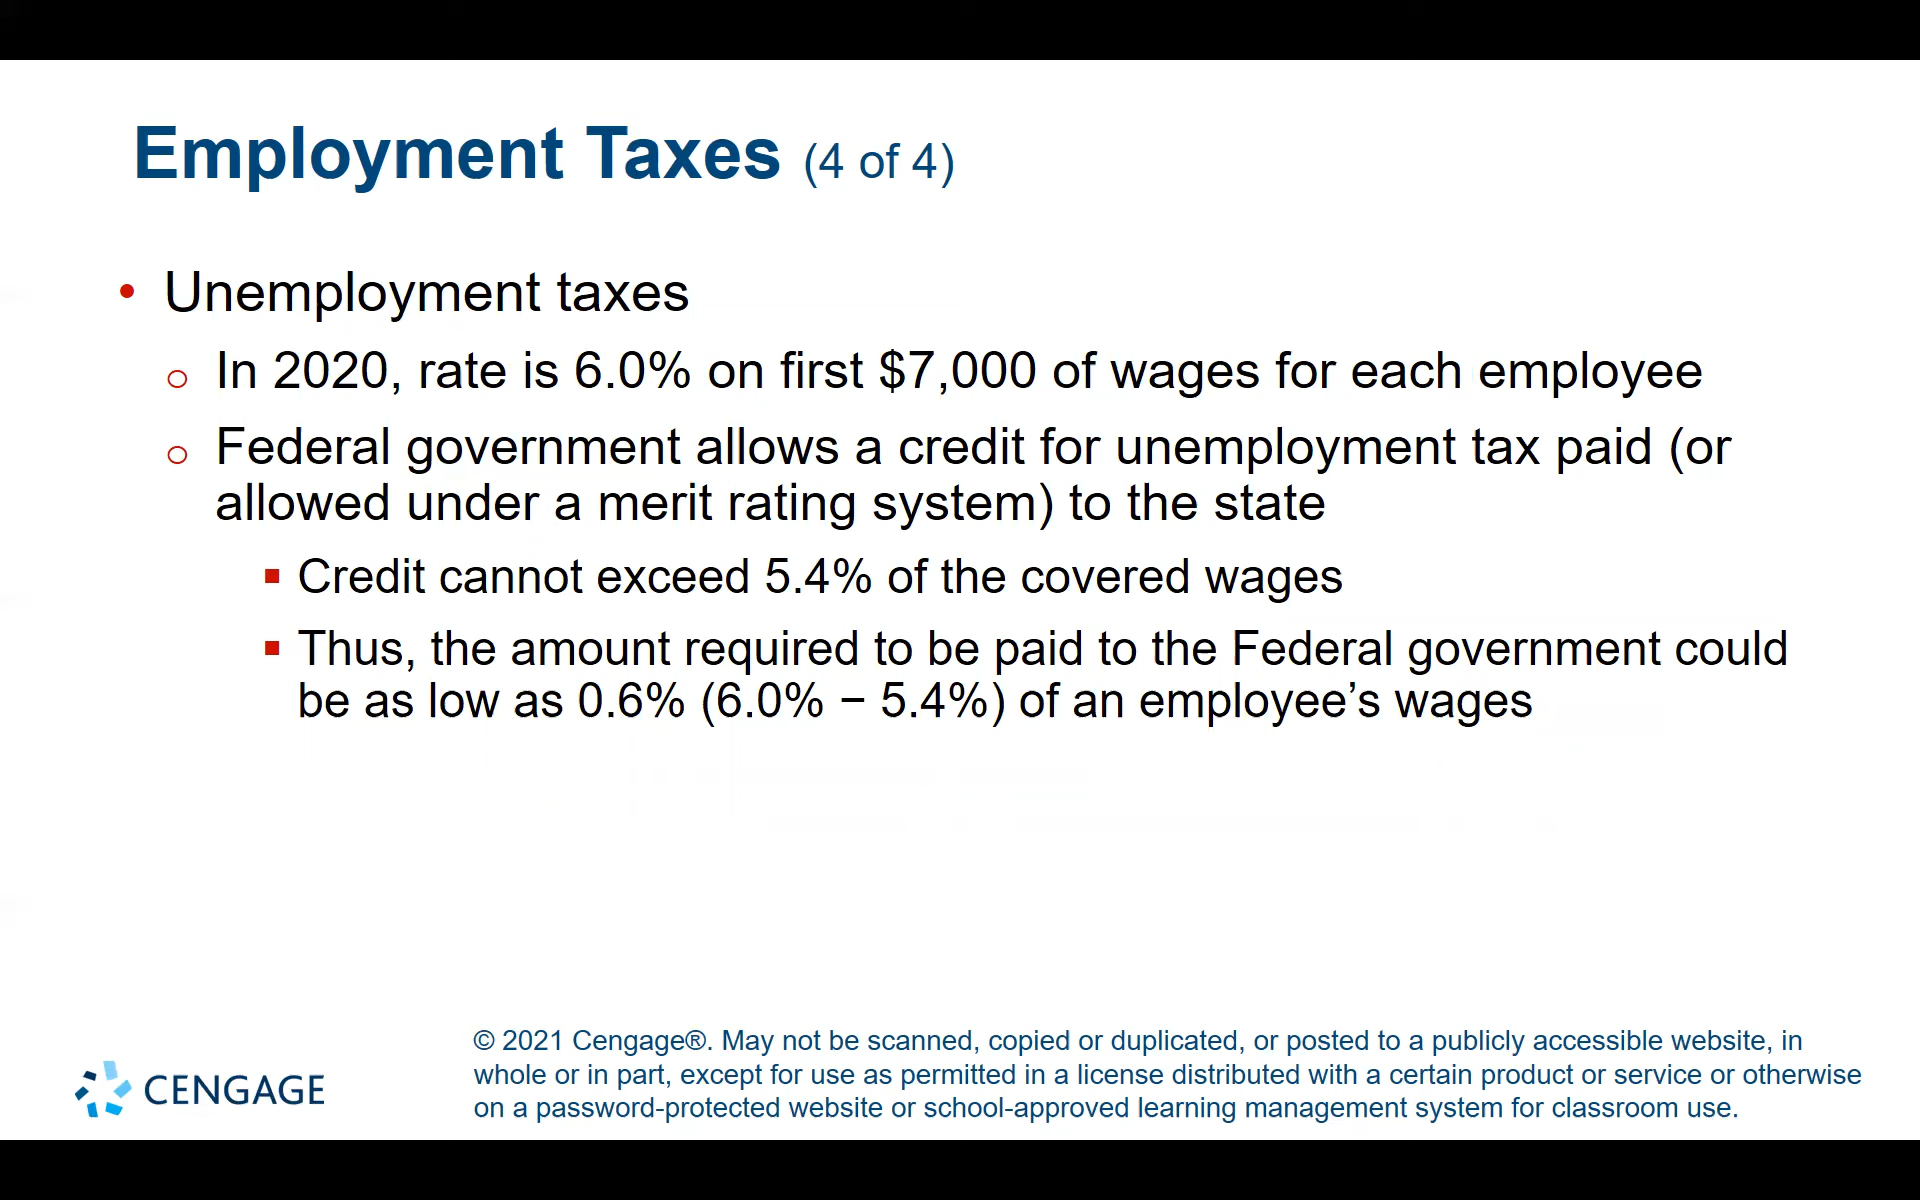 Employment Taxes (4 of 4)
• Unemployment taxes
o In 2020, rate is 6.0% on first $7,000 of wages for each employee
o Federal government allows a credit for unemployment tax paid (or
allowed under a merit rating system) to the state
▪ Credit cannot exceed 5.4% of the covered wages
▪ Thus, the amount required to be paid to the Federal government could
be as low as 0.6% (6.0% − 5.4%) of an employee’s wages
© 2021 Cengage®. May not be scanned, copied or duplicated, or posted to a publicly accessible website, in
whole or in part, except for use as permitted in a license distributed with a certain product or service or otherwise
on a password-protected website or school-approved learning management system for classroom use.
CENGAGE